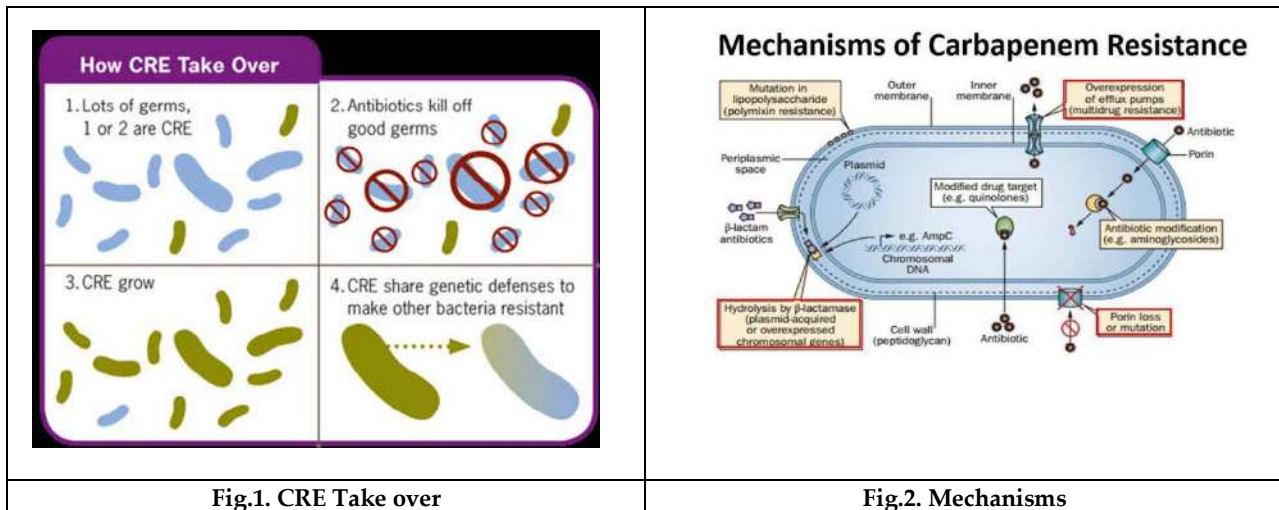 How CRE Take Over
1. Lots of germs,
1 or 2 are CRE
2. Antibiotics kill off
good germs
3. CRE grow
4. CRE share genetic defenses to
make other bacteria resistant
Mechanisms of Carbapenem Resistance
Mutation in
lipopolysaccharide
(polymixin resistance)
Outer
membrane
Inner
membrane
Overexpression
of efflux pumps
(multidrug resistance)
Antibiotic
Porin
Periplasmic
space
Plasmid
Modified drug target
(e.g. quinolones)
β-lactam
antibiotics
e.g. AmpC
Chromosomal
DNA
Antibiotic modification
(e.g. aminoglycosides)
Hydrolysis by β-lactamase
(plasmid-acquired
or overexpressed
chromosomal genes)
Cell wall
(peptidoglycan)
Antibiotic
Porin loss
or mutation
Fig.1. CRE Take over
Fig.2. Mechanisms